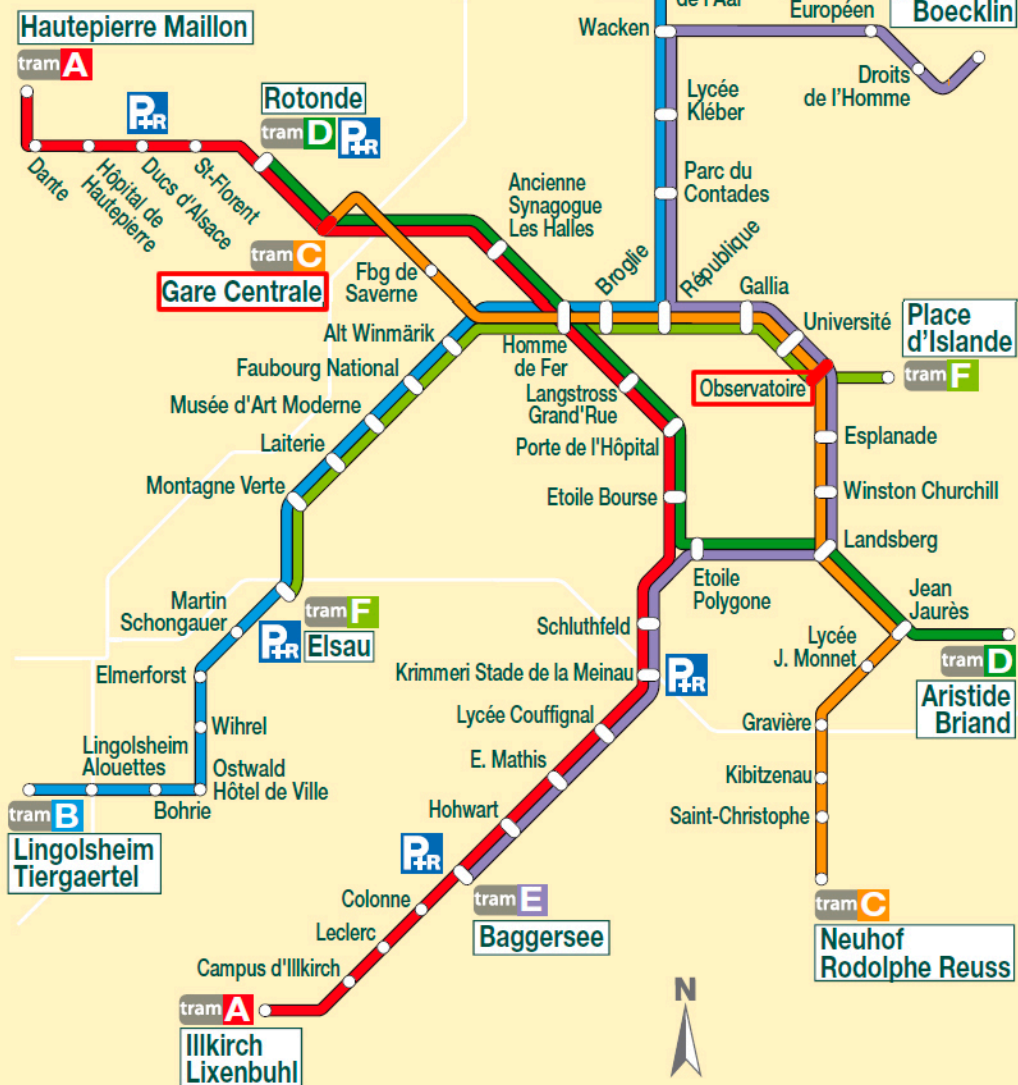 de l'Aar
Européen
Boecklin
Hautepierre Maillon
tram A
Wacken
P+R
Rotonde
tram D P+R
Droits
de l'Homme
Lycée
Kléber
Dante
Hôpital de
Hautepierre
Ducs d'Alsace
St-Florent
Ancienne
Synagogue
Les Halles
Parc du
Contades
tram C
Gare Centrale
Fbg de
Saverne
Broglie
République
Gallia
Université
Place
d'Islande
tram F
Alt Winmärik
Homme
de Fer
Faubourg National
Langstross
Grand'Rue
Observatoire
Musée d'Art Moderne
Porte de l'Hôpital
Esplanade
Laiterie
Montagne Verte
Etoile Bourse
Winston Churchill
Landsberg
Etoile
Polygone
Jean
Jaurès
Martin
Schongauer
tram F
P+R Elsau
Schluthfeld
Lycée
J. Monnet
tram D
Aristide
Briand
Elmerforst
Krimmeri Stade de la Meinau
P+R
Wihrel
Lycée Couffignal
Gravière
Lingolsheim
Alouettes
Ostwald
Hôtel de Ville
E. Mathis
Kibitzenau
Bohrie
tram B
Lingolsheim
Tiergaertel
Hohwart
Saint-Christophe
P+R
Colonne
tram E
Baggersee
tram C
Neuhof
Rodolphe Reuss
Leclerc
Campus d'Illkirch
N
tram A
Illkirch
Lixenbuhl